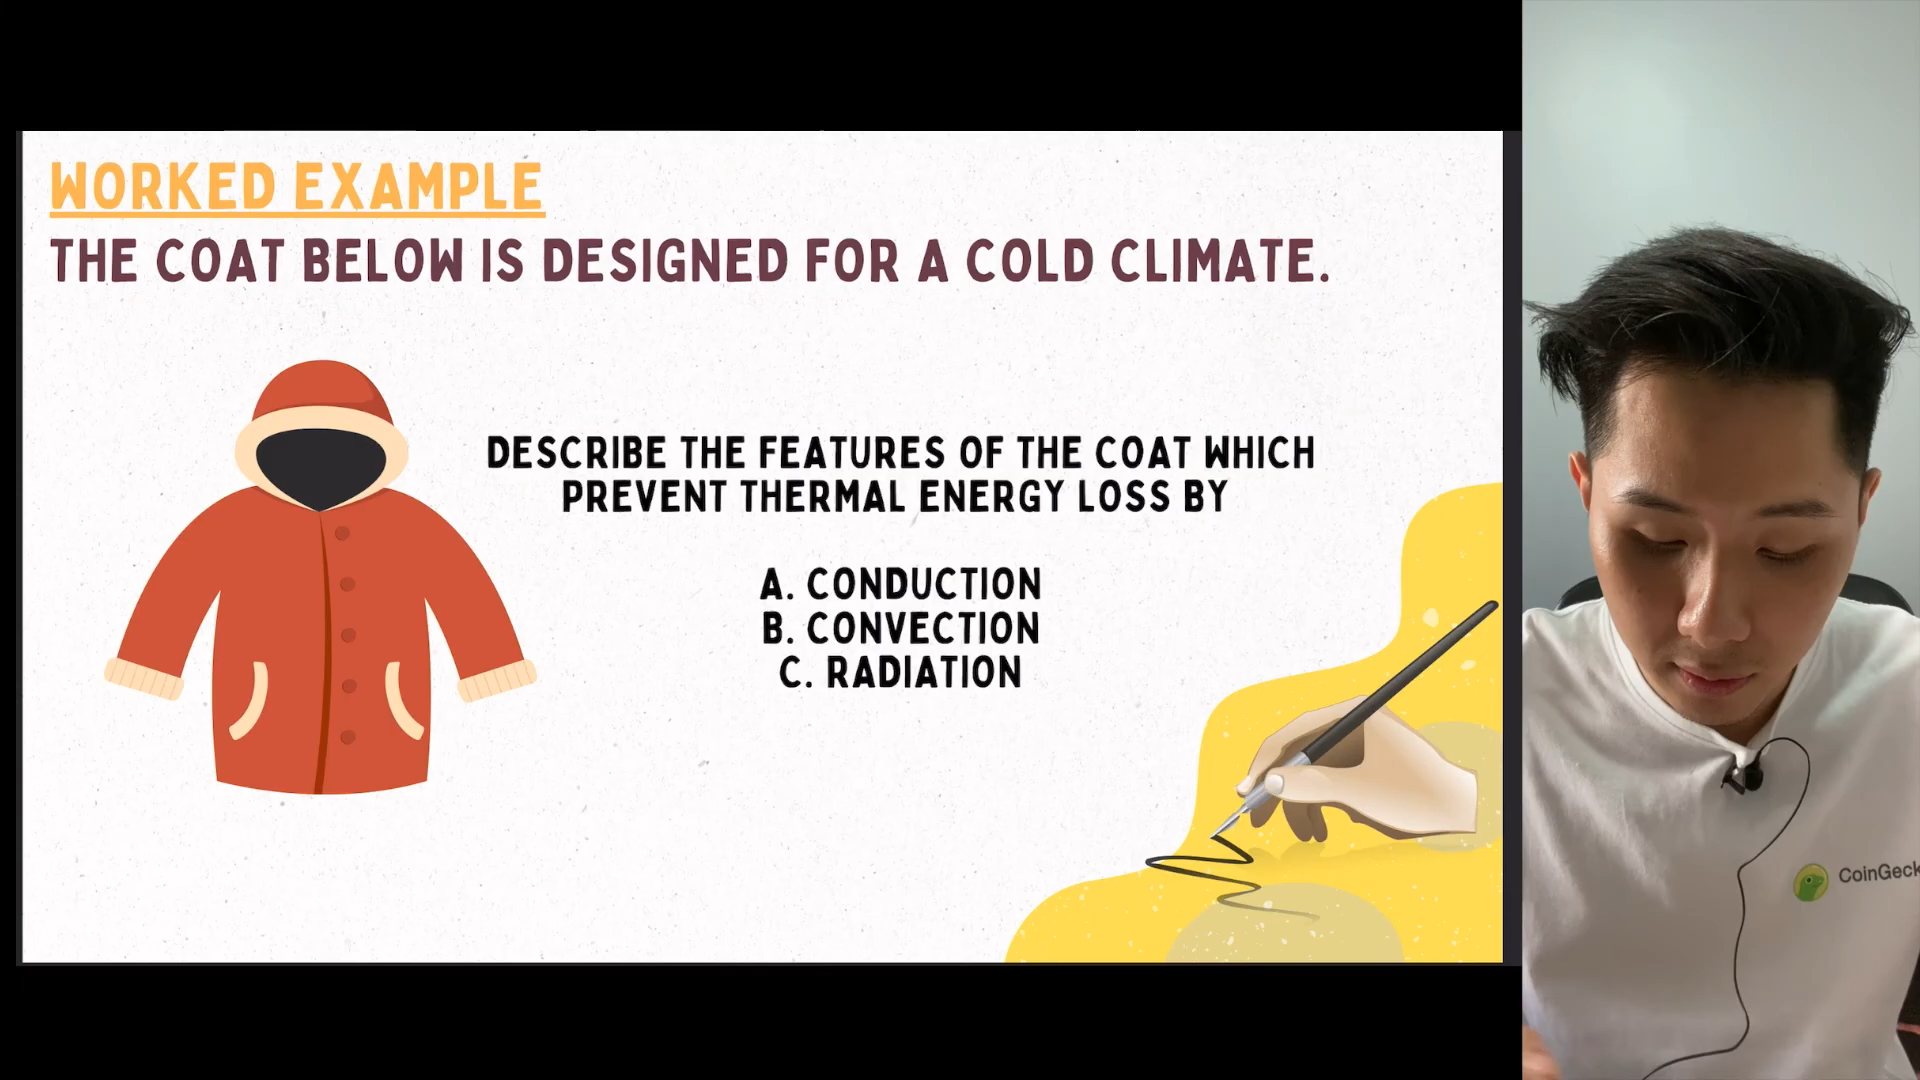 WORKED EXAMPLE
THE COAT BELOW IS DESIGNED FOR A COLD CLIMATE.
DESCRIBE THE FEATURES OF THE COAT WHICH
PREVENT THERMAL ENERGY LOSS BY
A. CONDUCTION
B. CONVECTION
C. RADIATION
CoinGeck